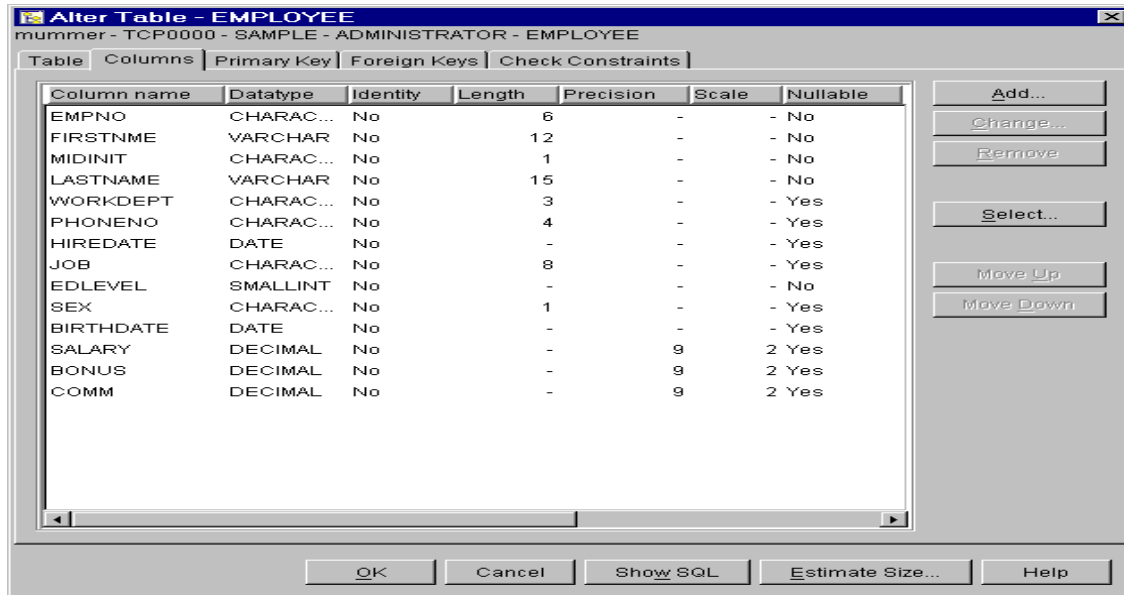 Alter Table - EMPLOYEE
mummer - TCP0000 - SAMPLE - ADMINISTRATOR - EMPLOYEE
Table Columns Primary Key Foreign Keys Check Constraints
Column name Datatype Identity Length Precision Scale Nullable
EMPNO CHARAC... No 6 - - No
FIRSTNME VARCHAR No 12 - - No
MIDINIT CHARAC... No 1 - - No
LASTNAME VARCHAR No 15 - - No
WORKDEPT CHARAC... No 3 - - Yes
PHONENO CHARAC... No 4 - - Yes
HIREDATE DATE No - - - Yes
JOB CHARAC... No 8 - - Yes
EDLEVEL SMALLINT No - - - No
SEX CHARAC... No 1 - - Yes
BIRTHDATE DATE No - - - Yes
SALARY DECIMAL No - 9 2 Yes
BONUS DECIMAL No - 9 2 Yes
COMM DECIMAL No - 9 2 Yes
Add...
Change...
Remove
Select...
Move Up
Move Down
OK Cancel Show SQL Estimate Size... Help